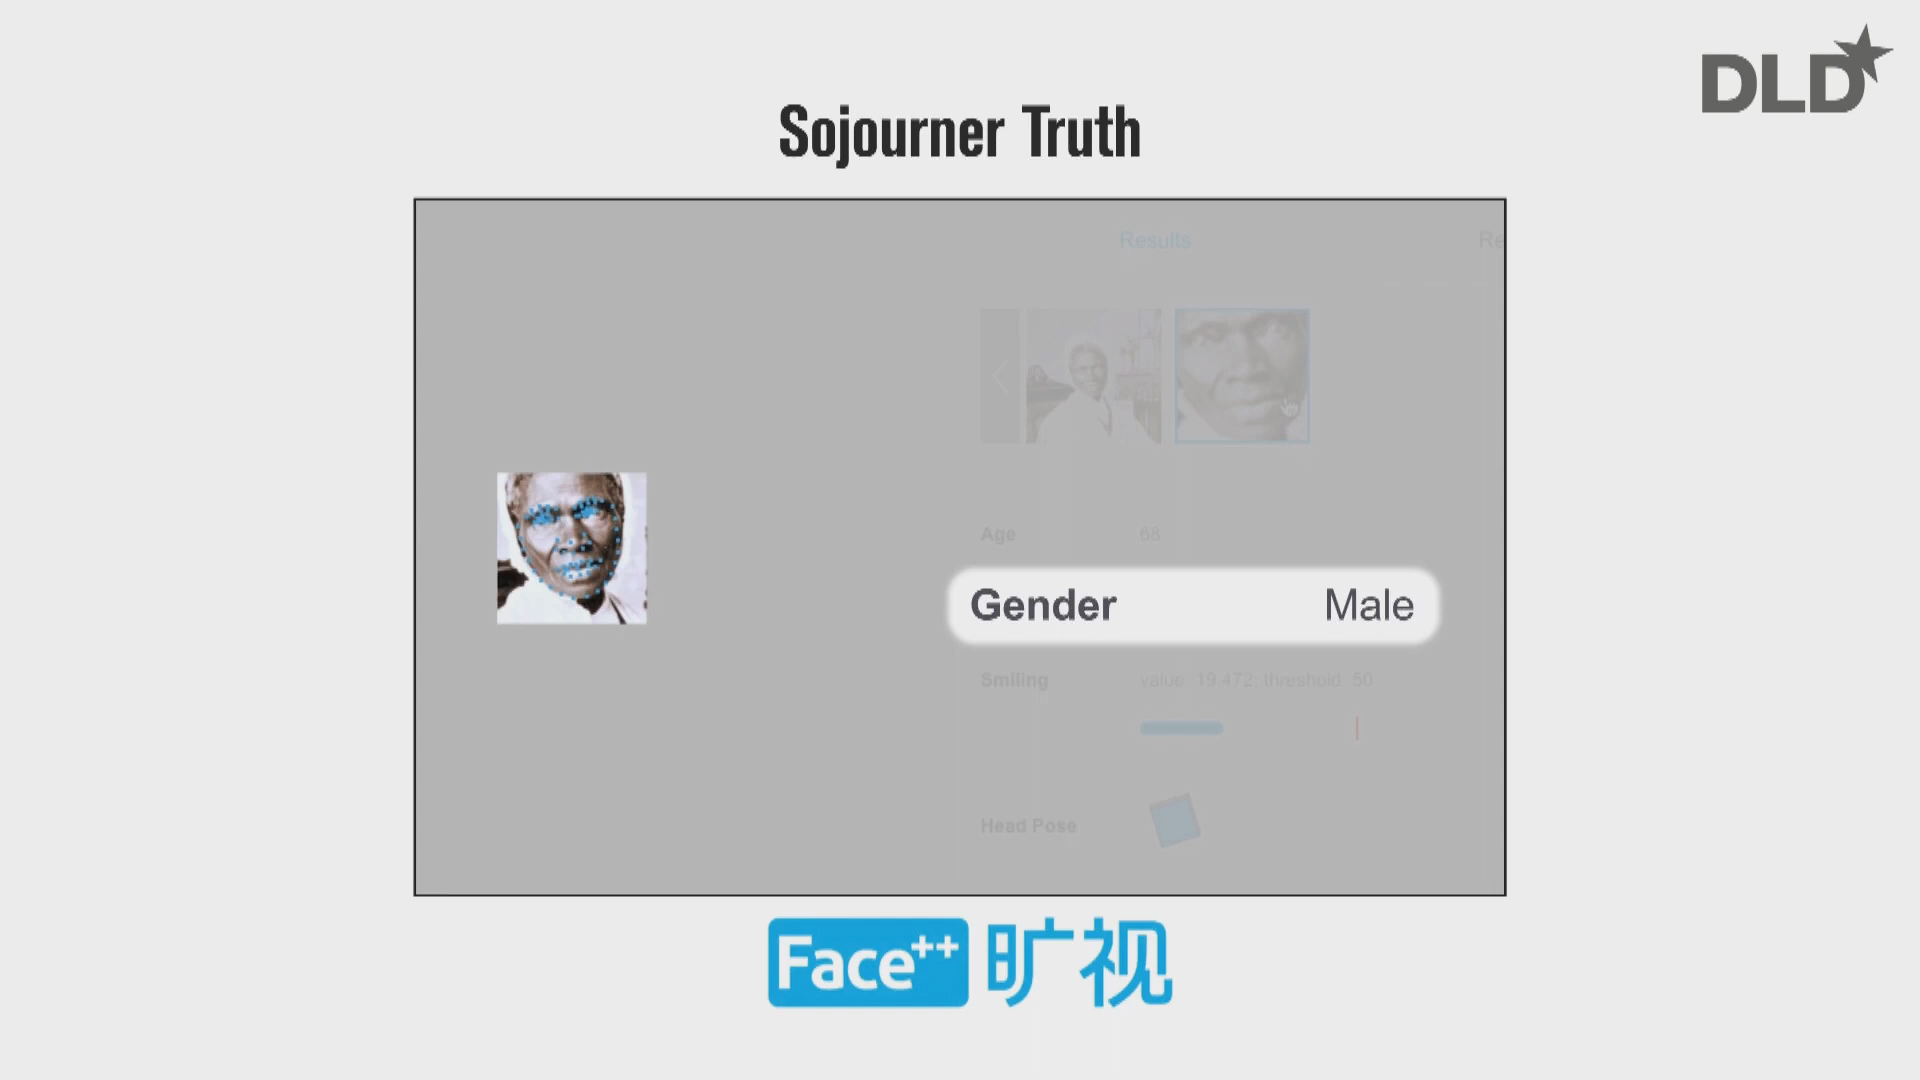 DLD
Sojourner Truth
Results
Re
Age 68
Gender Male
Smiling value: 19.472; threshold: 50
Head Pose
Face++ 旷视